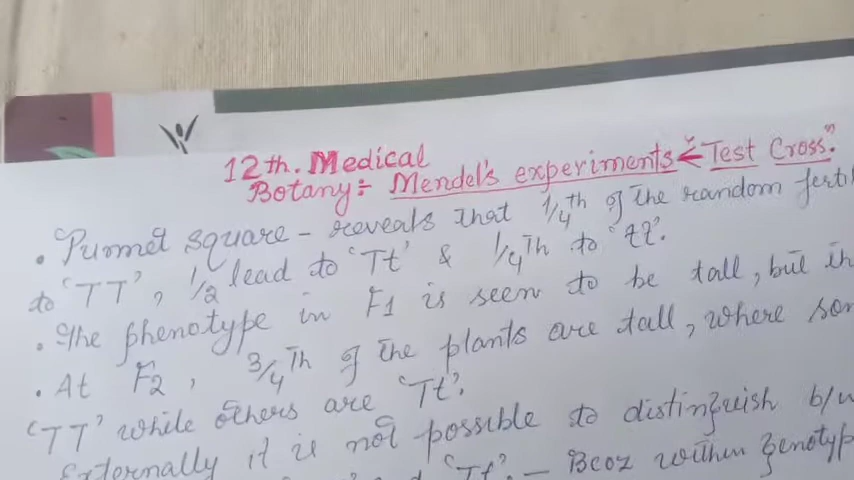 12th. Medical
Botany:- Mendel's experiments ← "Test Cross".
• Punnet square - reveals that 1/4th of the random
to 'TT', 1/2 lead to 'Tt' & 1/4th to 'tt'.
• The phenotype in F1 is seen to be tall, but in
• At F2, 3/4th of the plants are tall, where
'TT' while others are 'Tt'.
Externally it is not possible to distinguish b/w
'Tt'. - Becoz within